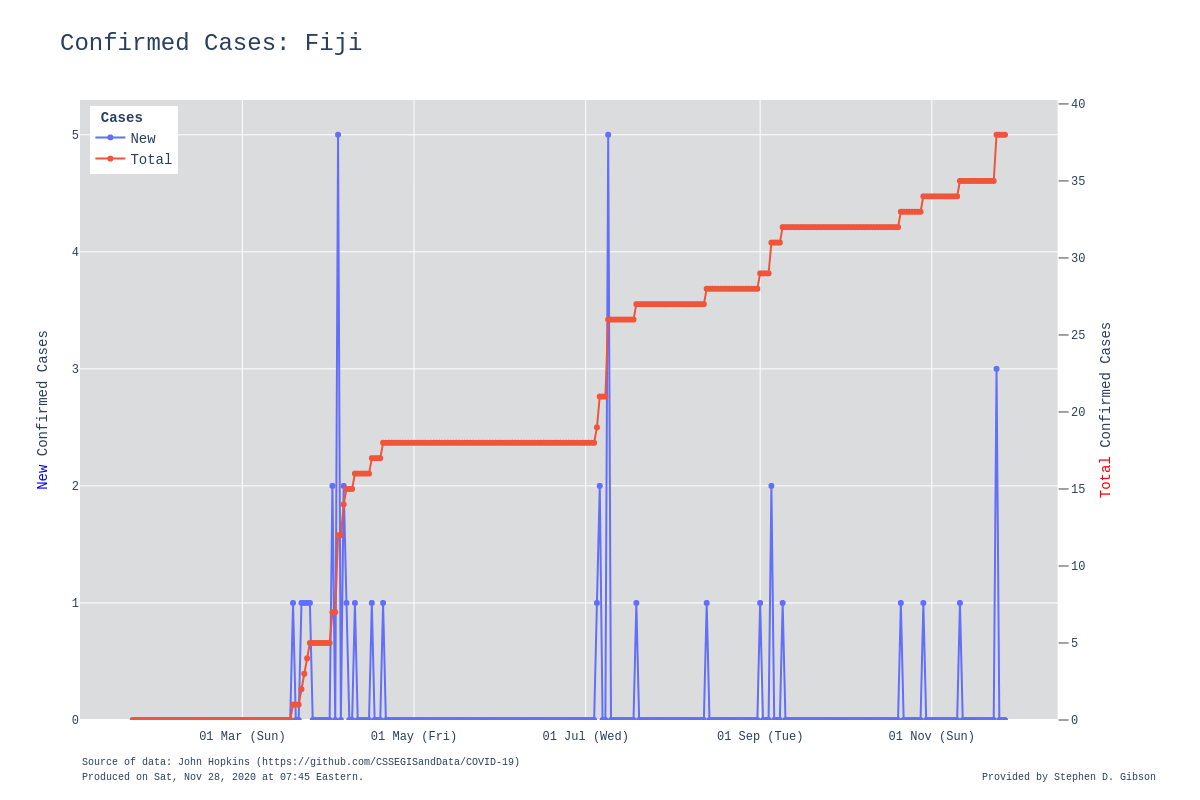 Confirmed Cases: Fiji
Cases
New
Total
5
4
3
2
1
0
New Confirmed Cases
40
35
30
25
20
15
10
5
0
Total Confirmed Cases
01 Mar (Sun)
01 May (Fri)
01 Jul (Wed)
01 Sep (Tue)
01 Nov (Sun)
Source of data: John Hopkins (https://github.com/CSSEGISandData/COVID-19)
Produced on Sat, Nov 28, 2020 at 07:45 Eastern.
Provided by Stephen D. Gibson